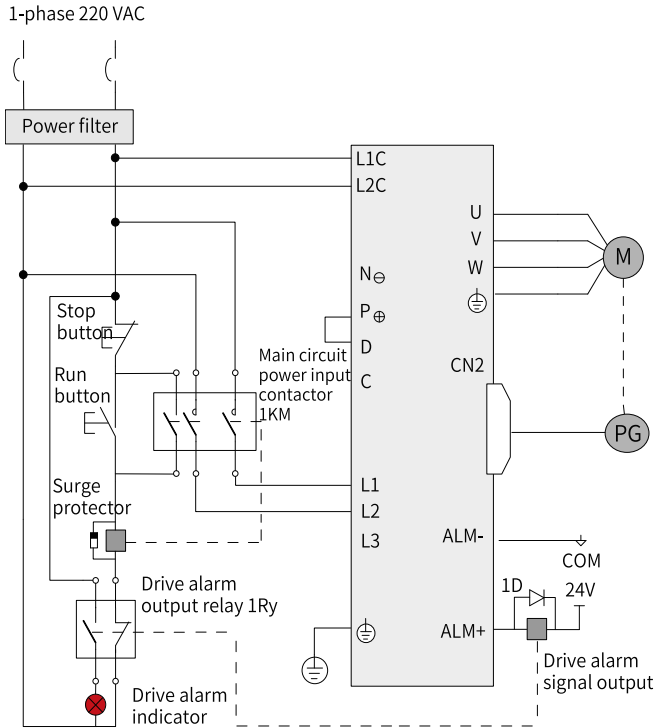 1-phase 220 VAC
Power filter
L1C
L2C
U
V
W
M
N
P
D
C
Stop
button
Run
button
Main circuit
power input
contactor
1KM
CN2
PG
Surge
protector
L1
L2
L3
ALM-
COM
Drive alarm
output relay 1Ry
1D
24V
ALM+
Drive alarm
signal output
Drive alarm
indicator